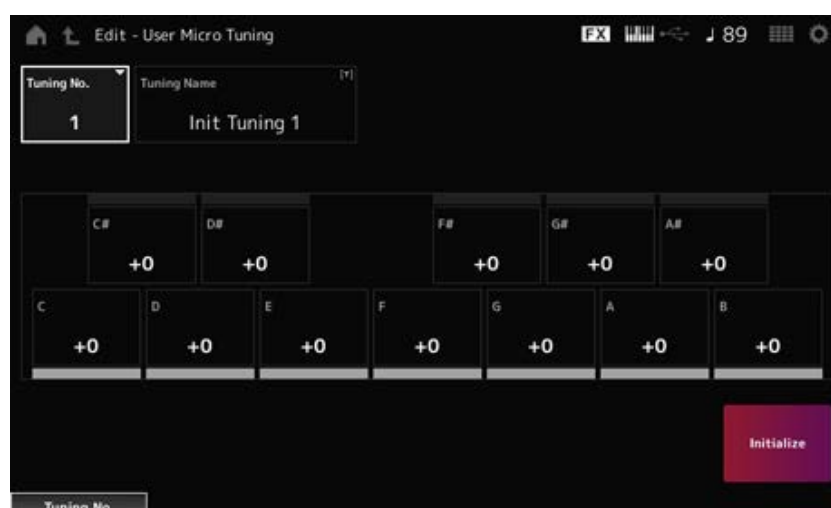 Edit - User Micro Tuning
FX
♩ 89
Tuning No.
1
Tuning Name
[T]
Init Tuning 1
C# D# F# G# A#
+0 +0 +0 +0 +0
C D E F G A B
+0 +0 +0 +0 +0 +0 +0
Initialize
Tuning No.